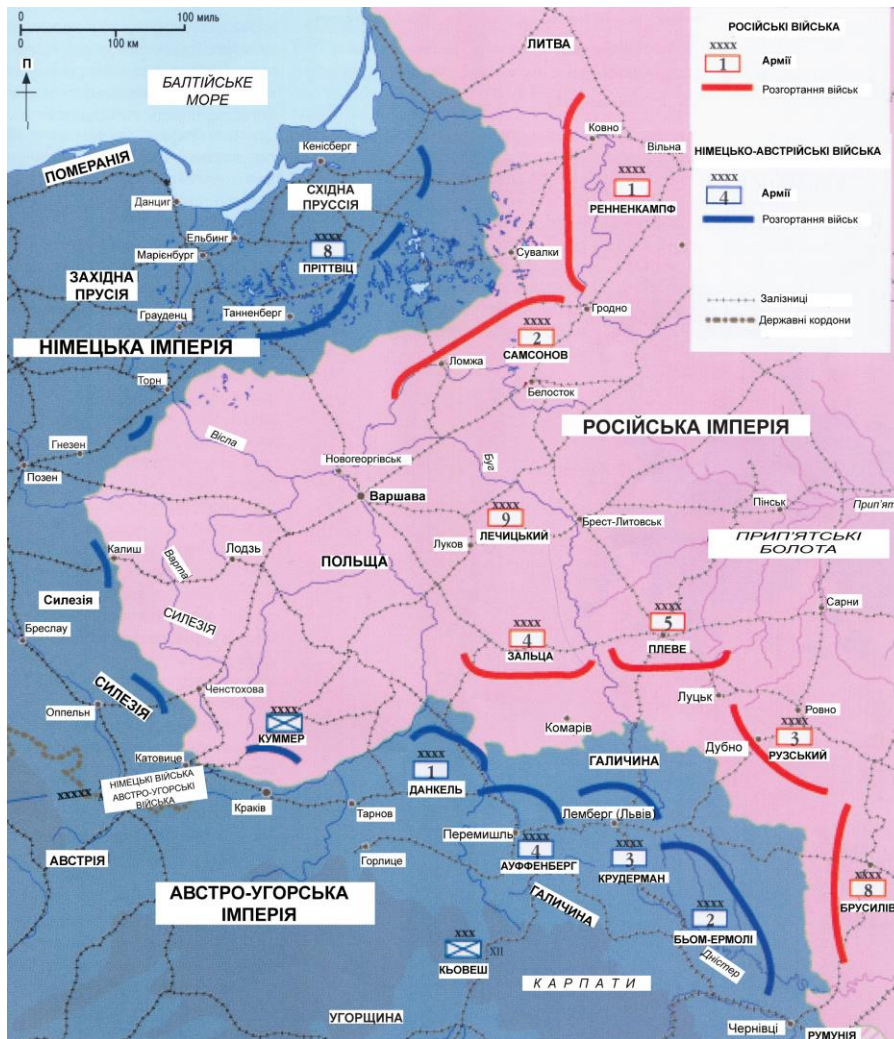 0
100 миль
0
100 км
П
БАЛТІЙСЬКЕ
МОРЕ
ЛИТВА
РОСІЙСЬКІ ВІЙСЬКА
XXXX
1
Армії
Розгортання військ
НІМЕЦЬКО-АВСТРІЙСЬКІ ВІЙСЬКА
XXXX
4
Армії
Розгортання військ
Залізниці
Державні кордони
ПОМЕРАНІЯ
Кенісберг
Ковно
Вільна
СХІДНА
ПРУССІЯ
XXXX
1
РЕННЕНКАМПФ
Данциг
Ельбинг
XXXX
8
ПРІТТВІЦ
Марієнбург
Сувалки
ЗАХІДНА
ПРУСІЯ
Грауденц
Танненберг
Гродно
XXXX
2
САМСОНОВ
НІМЕЦЬКА ІМПЕРІЯ
Ломжа
Торн
Белосток
РОСІЙСЬКА ІМПЕРІЯ
Вісла
Гнезен
Позен
Новогеоргівськ
Буг
Варшава
XXXX
9
ЛЕЧИЦЬКИЙ
Пінськ
Прип'ят
Брест-Литовськ
ПРИП'ЯТСЬКІ
БОЛОТА
Калиш
Варта
Лодзь
Луков
ПОЛЬЩА
Силезія
СИЛЕЗІЯ
Сарни
Бреслау
XXXX
4
ЗАЛЬЦА
XXXX
5
ПЛЕВЕ
СИЛЕЗІЯ
Ченстохова
Луцьк
Оппельн
Ровно
XXXX
КУММЕР
Комарів
Дубно
XXXX
3
РУЗСЬКИЙ
Катовице
ГАЛИЧИНА
XXXX
1
ДАНКЕЛЬ
НІМЕЦЬКІ ВІЙСЬКА
XXXXX
АВСТРО-УГОРСЬКІ
ВІЙСЬКА
Краків
Тарнов
Лемберг (Львів)
Перемишль
АВСТРІЯ
Горлице
XXXX
4
АУФФЕНБЕРГ
XXXX
3
КРУДЕРМАН
XXXX
8
БРУСИЛІВ
АВСТРО-УГОРСЬКА
ІМПЕРІЯ
ГАЛИЧИНА
XXXX
2
БЬОМ-ЕРМОЛІ
XXX
XII
КЬОВЕШ
Дністер
КАРПАТИ
УГОРЩИНА
Чернівці
РУМУНІЯ